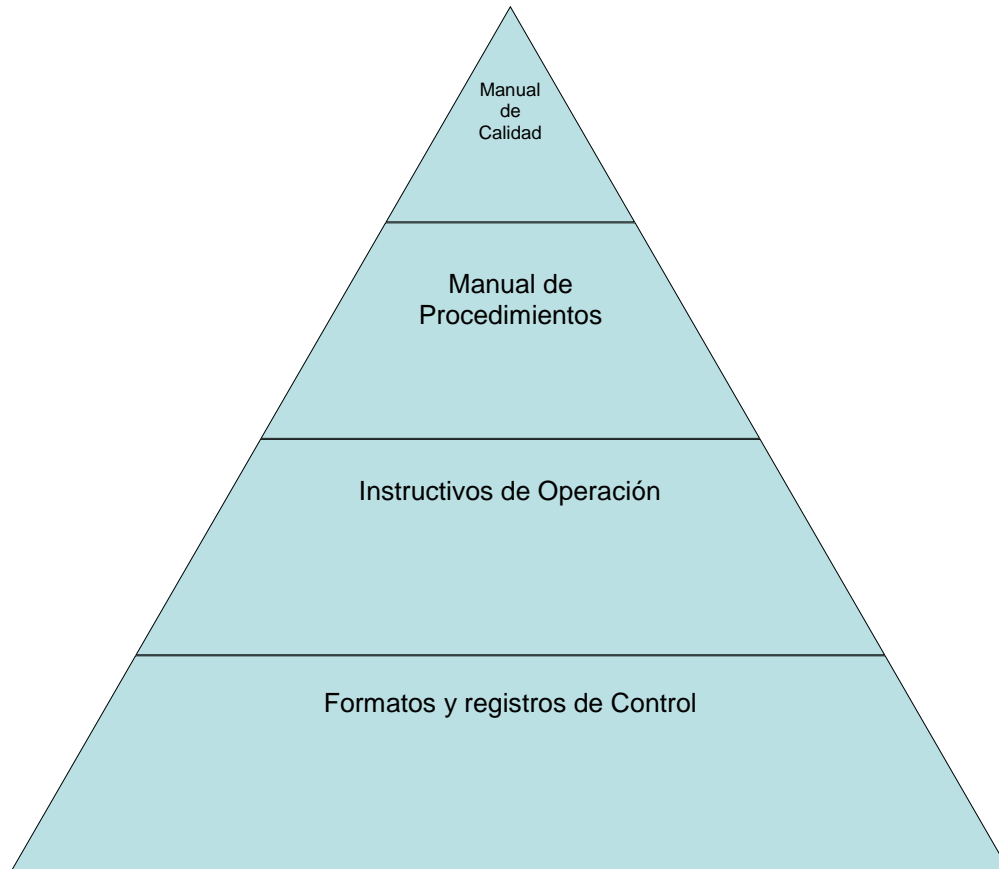 Manual
de
Calidad
Manual de
Procedimientos
Instructivos de Operación
Formatos y registros de Control